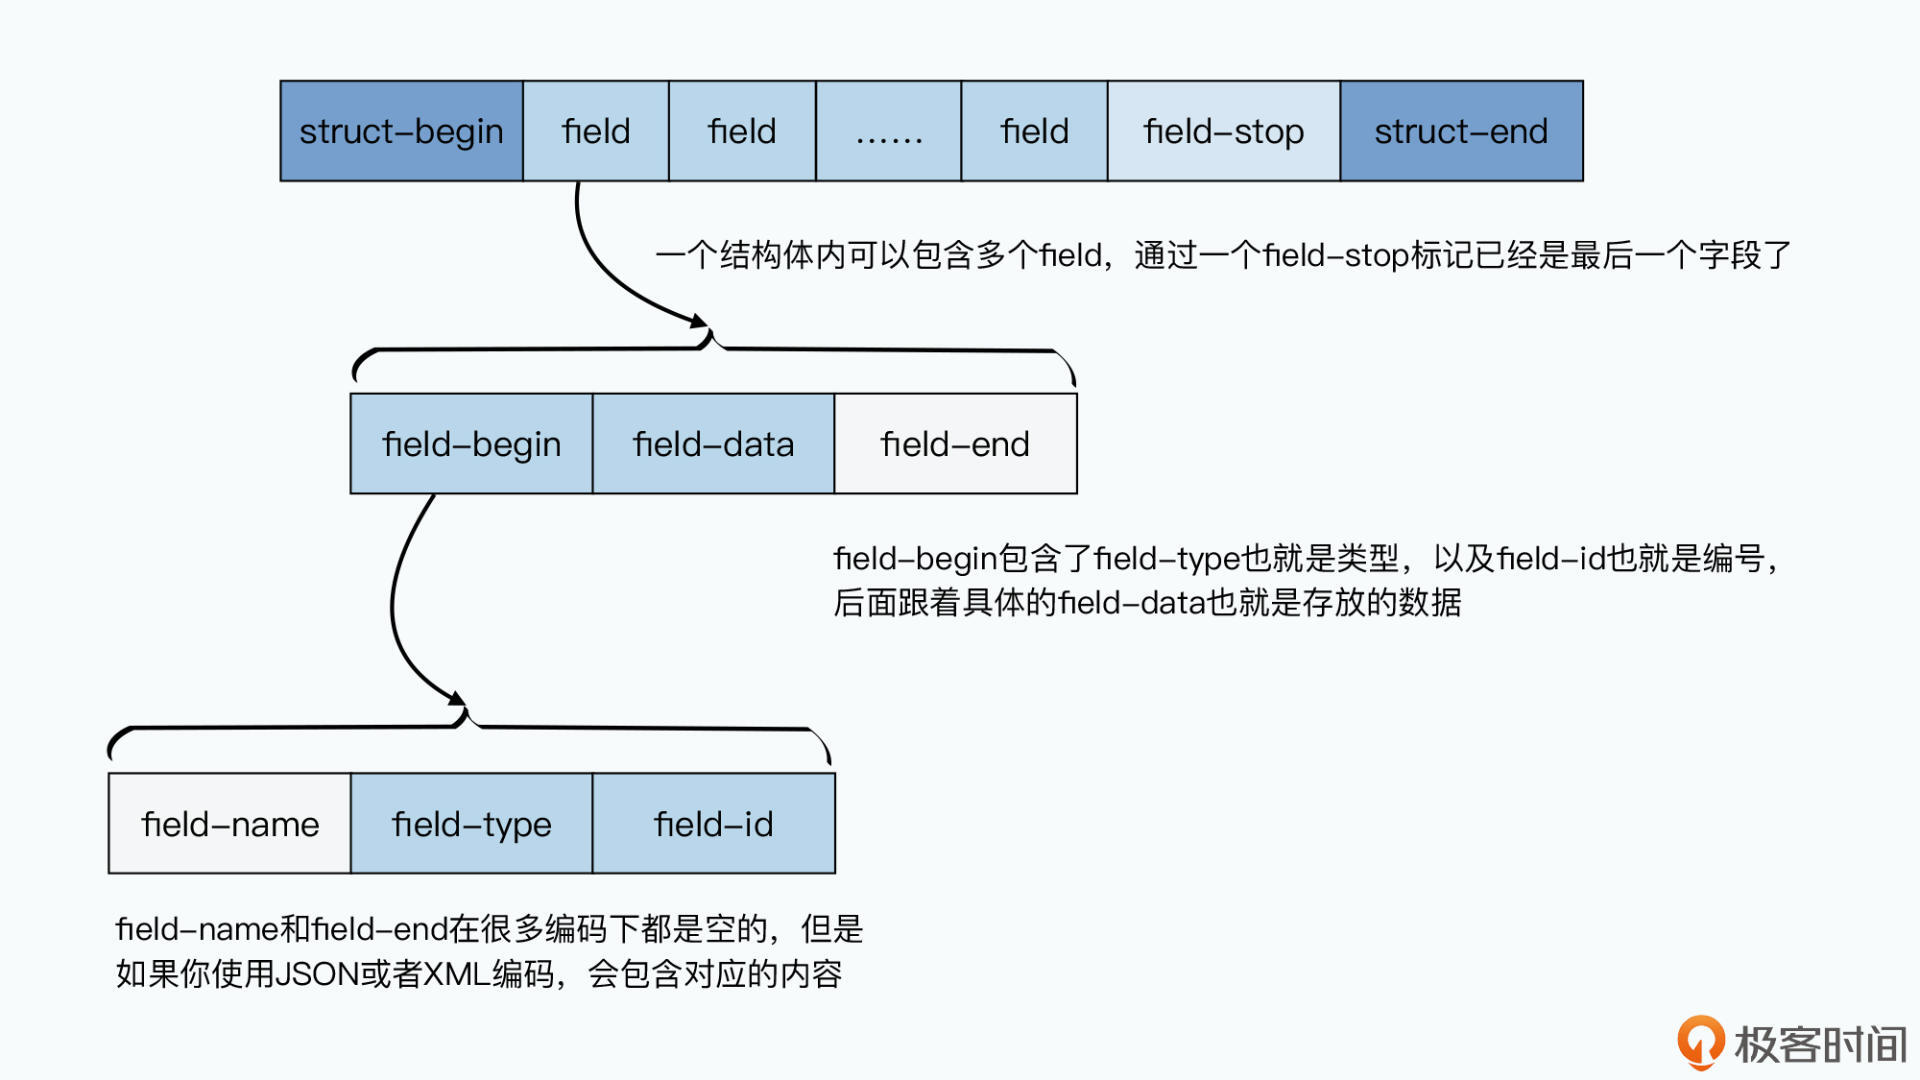 struct-begin field field …… field field-stop struct-end
一个结构体内可以包含多个field，通过一个field-stop标记已经是最后一个字段了
field-begin field-data field-end
field-begin包含了field-type也就是类型，以及field-id也就是编号，
后面跟着具体的field-data也就是存放的数据
field-name field-type field-id
field-name和field-end在很多编码下都是空的，但是
如果你使用JSON或者XML编码，会包含对应的内容
极客时间